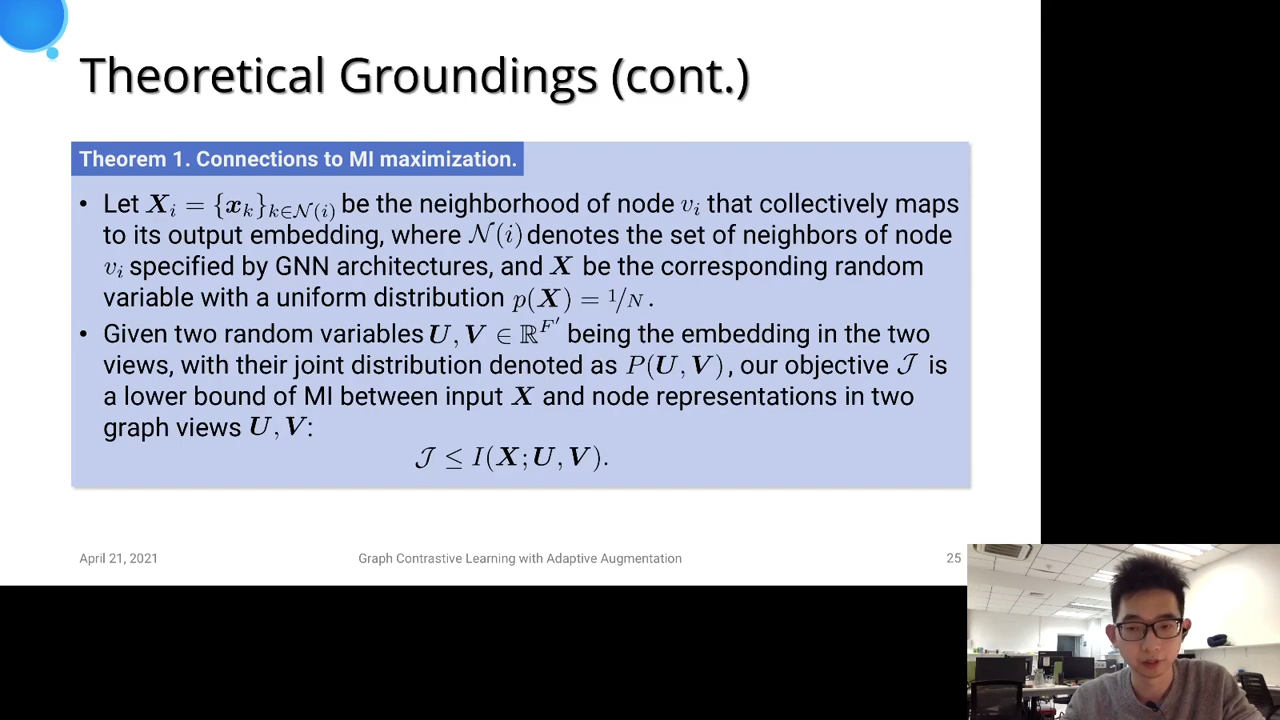 Theoretical Groundings (cont.)
Theorem 1. Connections to MI maximization.
• Let 𝑿ᵢ = {𝒙ₖ}ₖ∈𝒩(ᵢ) be the neighborhood of node 𝑣ᵢ that collectively maps
to its output embedding, where 𝒩(𝑖) denotes the set of neighbors of node
𝑣ᵢ specified by GNN architectures, and 𝑿 be the corresponding random
variable with a uniform distribution 𝑝(𝑿) = 1/𝑁.
• Given two random variables 𝑼, 𝑽 ∈ ℝ^{F′} being the embedding in the two
views, with their joint distribution denoted as 𝑃(𝑼, 𝑽), our objective 𝒥 is
a lower bound of MI between input 𝑿 and node representations in two
graph views 𝑼, 𝑽:
𝒥 ≤ 𝐼(𝑿; 𝑼, 𝑽).
April 21, 2021 Graph Contrastive Learning with Adaptive Augmentation 25